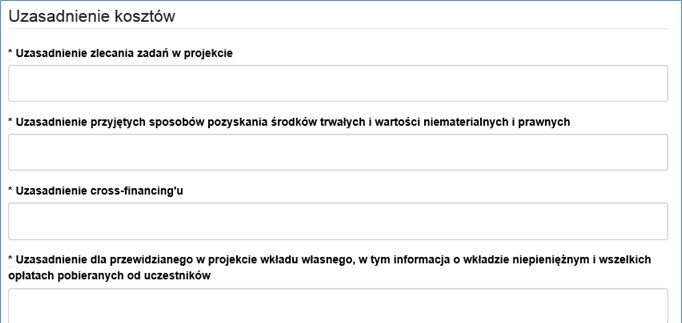 Uzasadnienie kosztów
* Uzasadnienie zlecania zadań w projekcie
* Uzasadnienie przyjętych sposobów pozyskania środków trwałych i wartości niematerialnych i prawnych
* Uzasadnienie cross-financing'u
* Uzasadnienie dla przewidzianego w projekcie wkładu własnego, w tym informacja o wkładzie niepieniężnym i wszelkich
opłatach pobieranych od uczestników